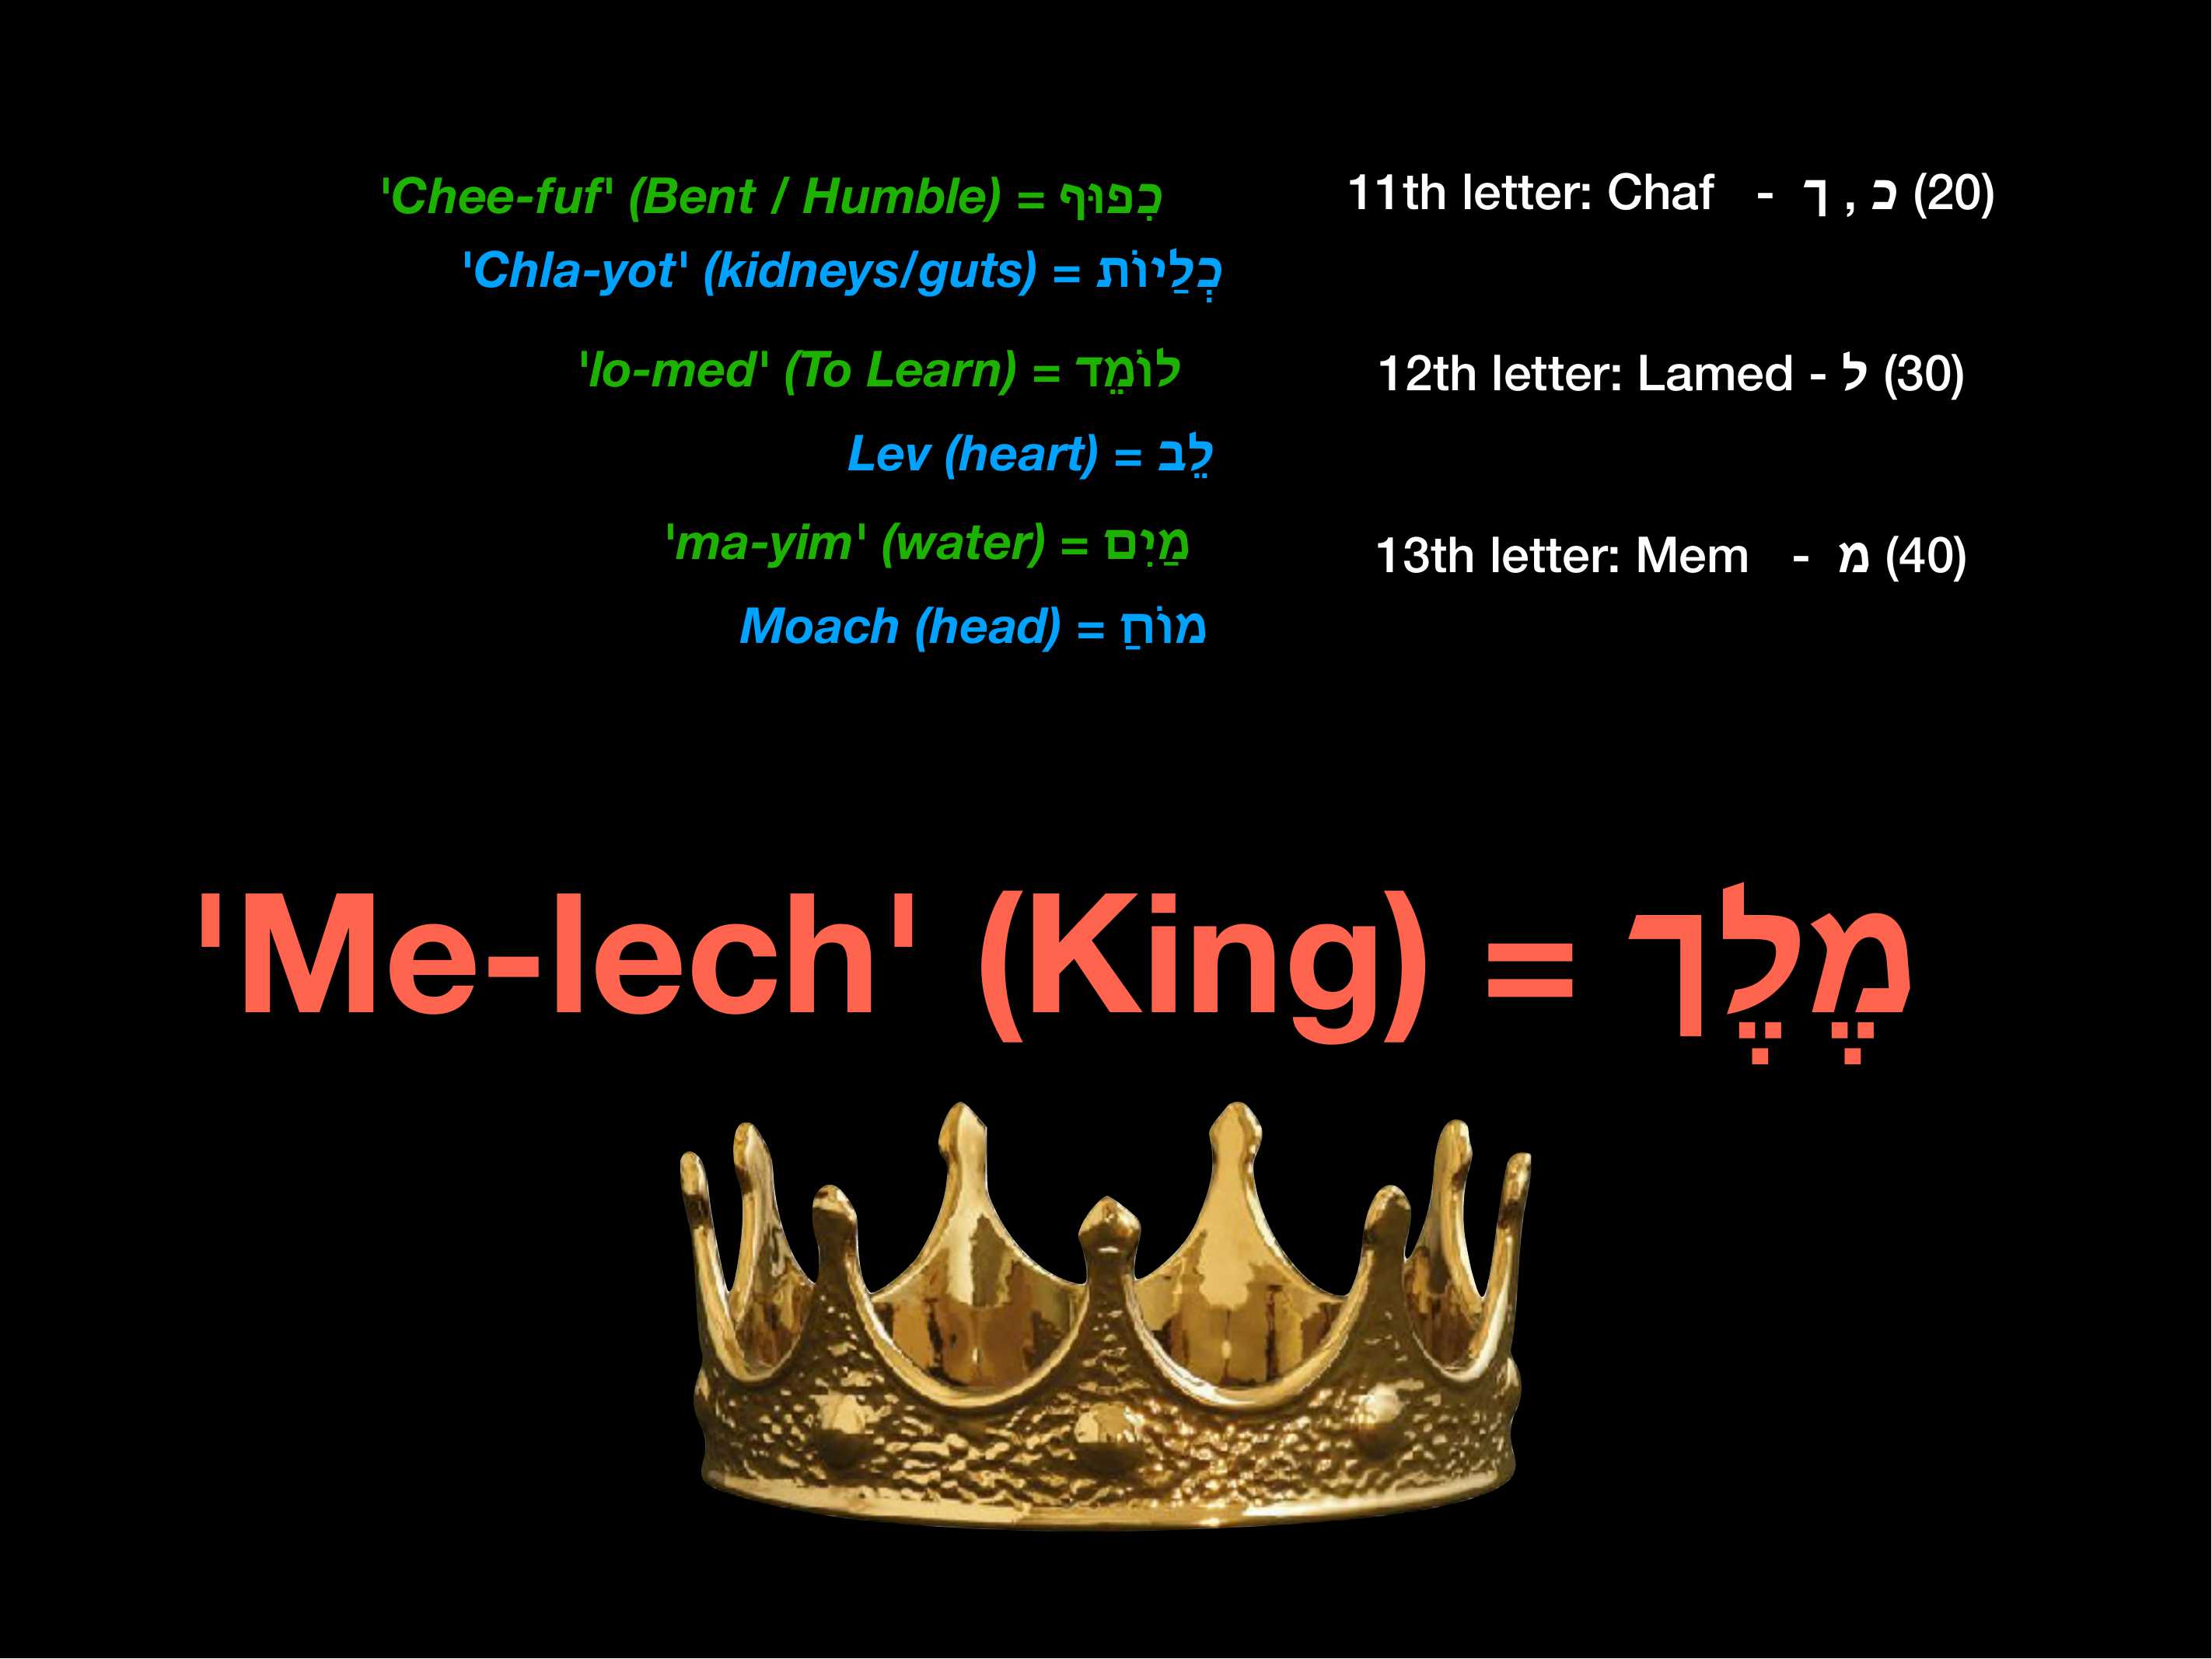 'Chee-fuf' (Bent / Humble) = כִפוּף
11th letter: Chaf - כ , ך (20)
'Chla-yot' (kidneys/guts) = כְלַיוֹת
'lo-med' (To Learn) = לוֹמֵד
12th letter: Lamed - ל (30)
Lev (heart) = לֵב
'ma-yim' (water) = מַיִם
13th letter: Mem - מ (40)
Moach (head) = מוֹחַ
'Me-lech' (King) = מֶלֶך